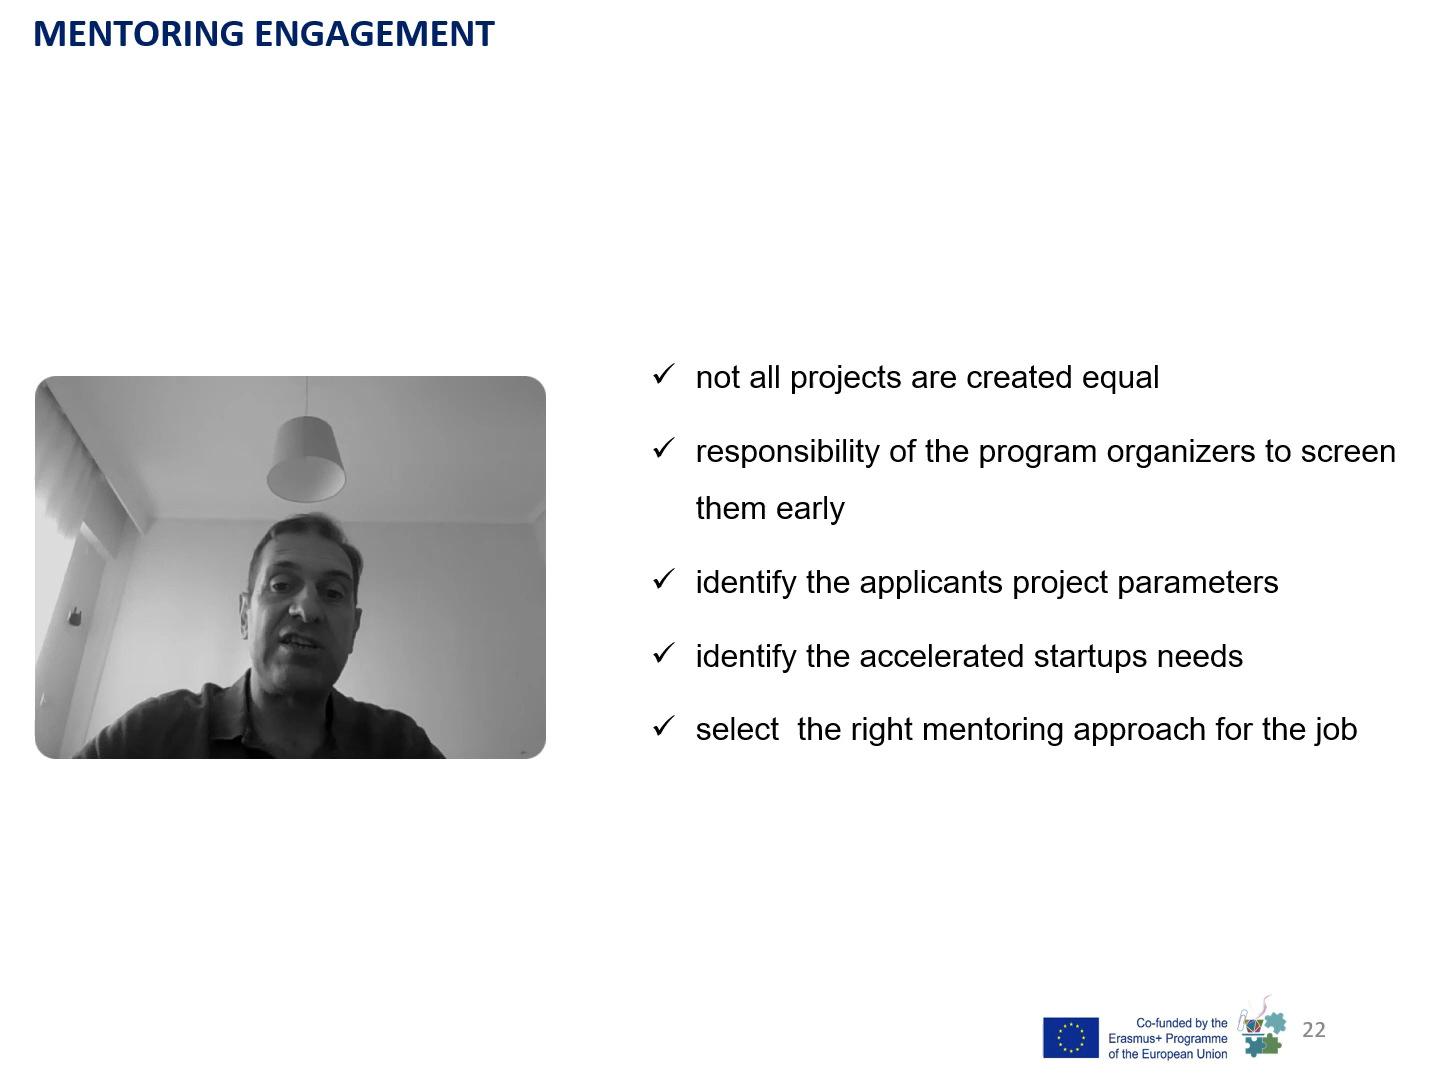 MENTORING ENGAGEMENT
✓ not all projects are created equal
✓ responsibility of the program organizers to screen
them early
✓ identify the applicants project parameters
✓ identify the accelerated startups needs
✓ select  the right mentoring approach for the job
Co-funded by the
Erasmus+ Programme
of the European Union
22